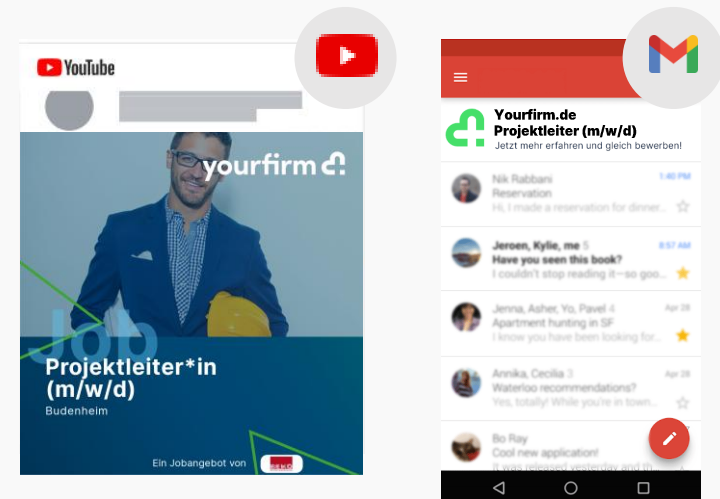 YouTube
yourfirm
Job
Projektleiter*in
(m/w/d)
Budenheim
Ein Jobangebot von
BEKO
Yourfirm.de
Projektleiter (m/w/d)
Jetzt mehr erfahren und gleich bewerben!
Nik Rabbani
1:40 PM
Reservation
Hi, I made a reservation for dinner...
Jeroen, Kylie, me 5
8:57 AM
Have you seen this book?
I couldn't stop reading it—so goo...
Jenna, Asher, Yo, Pavel 4
Apr 28
Apartment hunting in SF
I know you have been looking for...
Annika, Cecilia 3
Apr 28
Waterloo recommendations?
Yes, totally! While you're in town...
Bo Ray
Cool new application!
It was released yesterday and th...